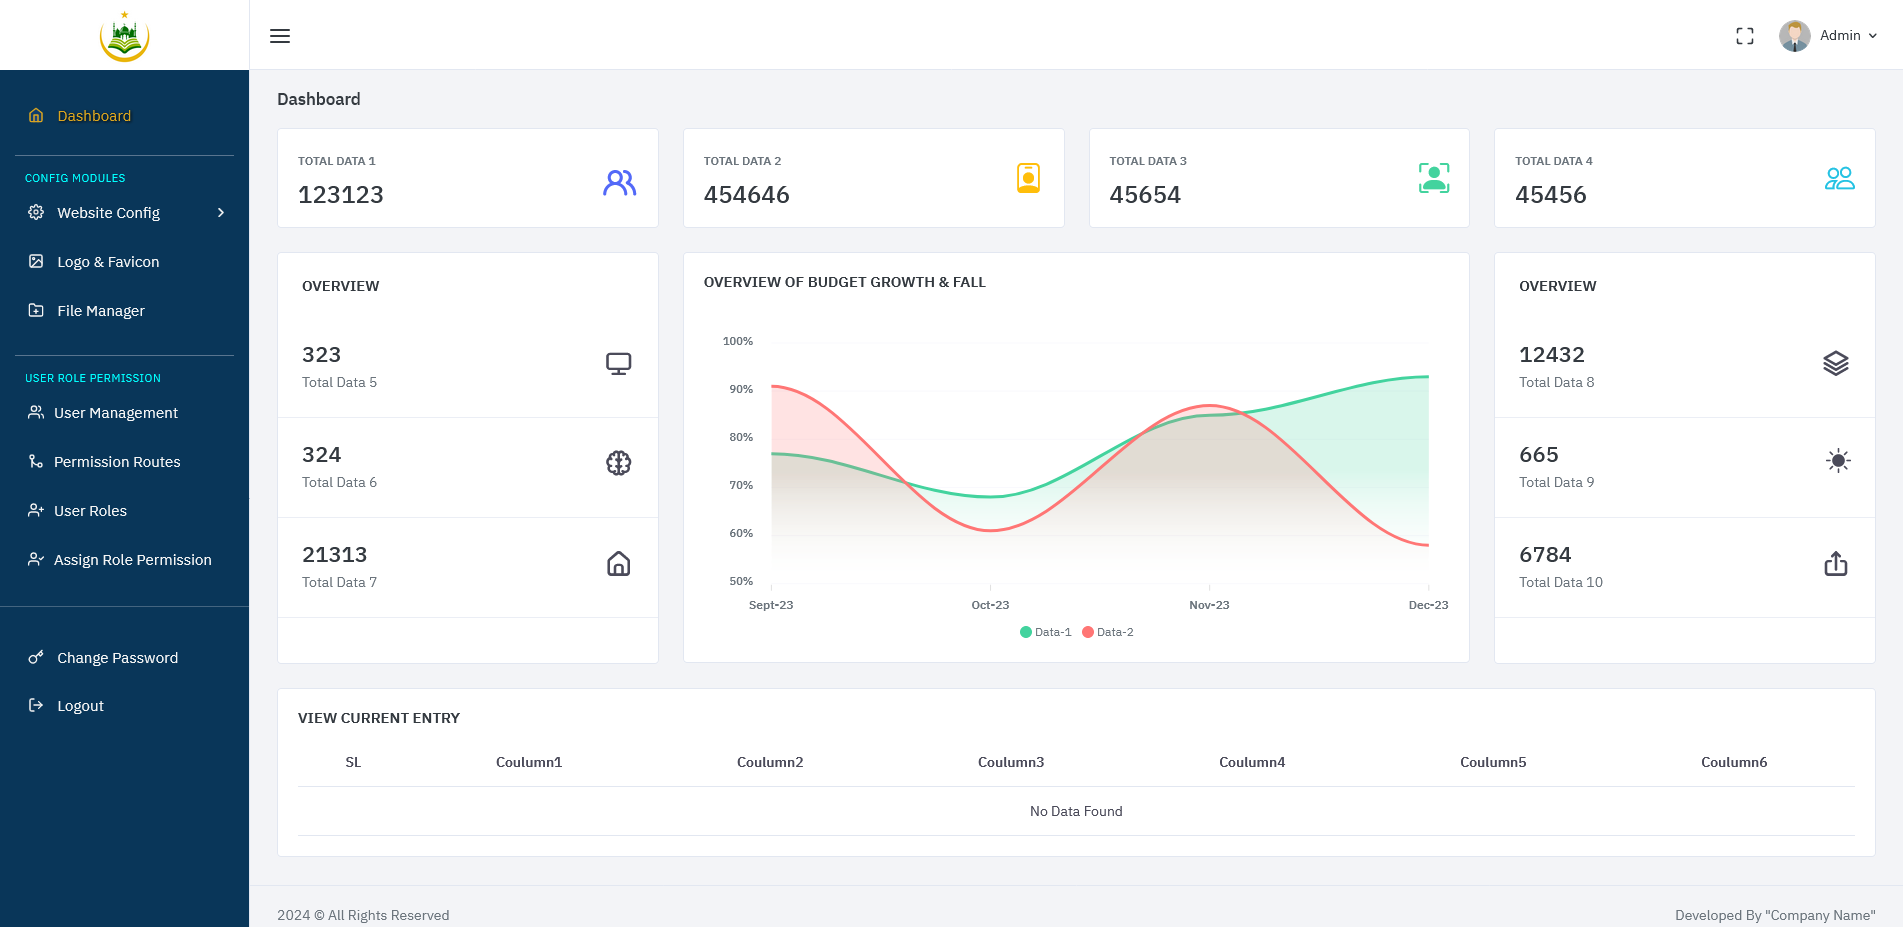 Admin
Dashboard
CONFIG MODULES
Website Config
Logo & Favicon
File Manager
USER ROLE PERMISSION
User Management
Permission Routes
User Roles
Assign Role Permission
Change Password
Logout
Dashboard
TOTAL DATA 1
123123
TOTAL DATA 2
454646
TOTAL DATA 3
45654
TOTAL DATA 4
45456
OVERVIEW
323
Total Data 5
324
Total Data 6
21313
Total Data 7
OVERVIEW OF BUDGET GROWTH & FALL
100%
90%
80%
70%
60%
50%
Sept-23 Oct-23 Nov-23 Dec-23
Data-1 Data-2
OVERVIEW
12432
Total Data 8
665
Total Data 9
6784
Total Data 10
VIEW CURRENT ENTRY
SL Coulumn1 Coulumn2 Coulumn3 Coulumn4 Coulumn5 Coulumn6
No Data Found
2024 © All Rights Reserved Developed By "Company Name"